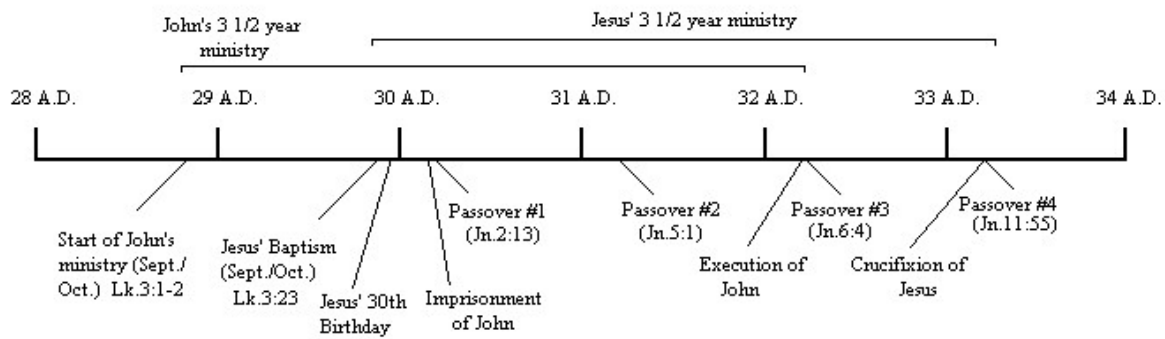 John's 3 1/2 year
ministry
Jesus' 3 1/2 year ministry
28 A.D.
29 A.D.
30 A.D.
31 A.D.
32 A.D.
33 A.D.
34 A.D.
Start of John's
ministry (Sept./
Oct.) Lk.3:1-2
Jesus' Baptism
(Sept./Oct.)
Lk.3:23
Jesus' 30th
Birthday
Imprisonment
of John
Passover #1
(Jn.2:13)
Passover #2
(Jn.5:1)
Execution of
John
Passover #3
(Jn.6:4)
Crucifixion of
Jesus
Passover #4
(Jn.11:55)